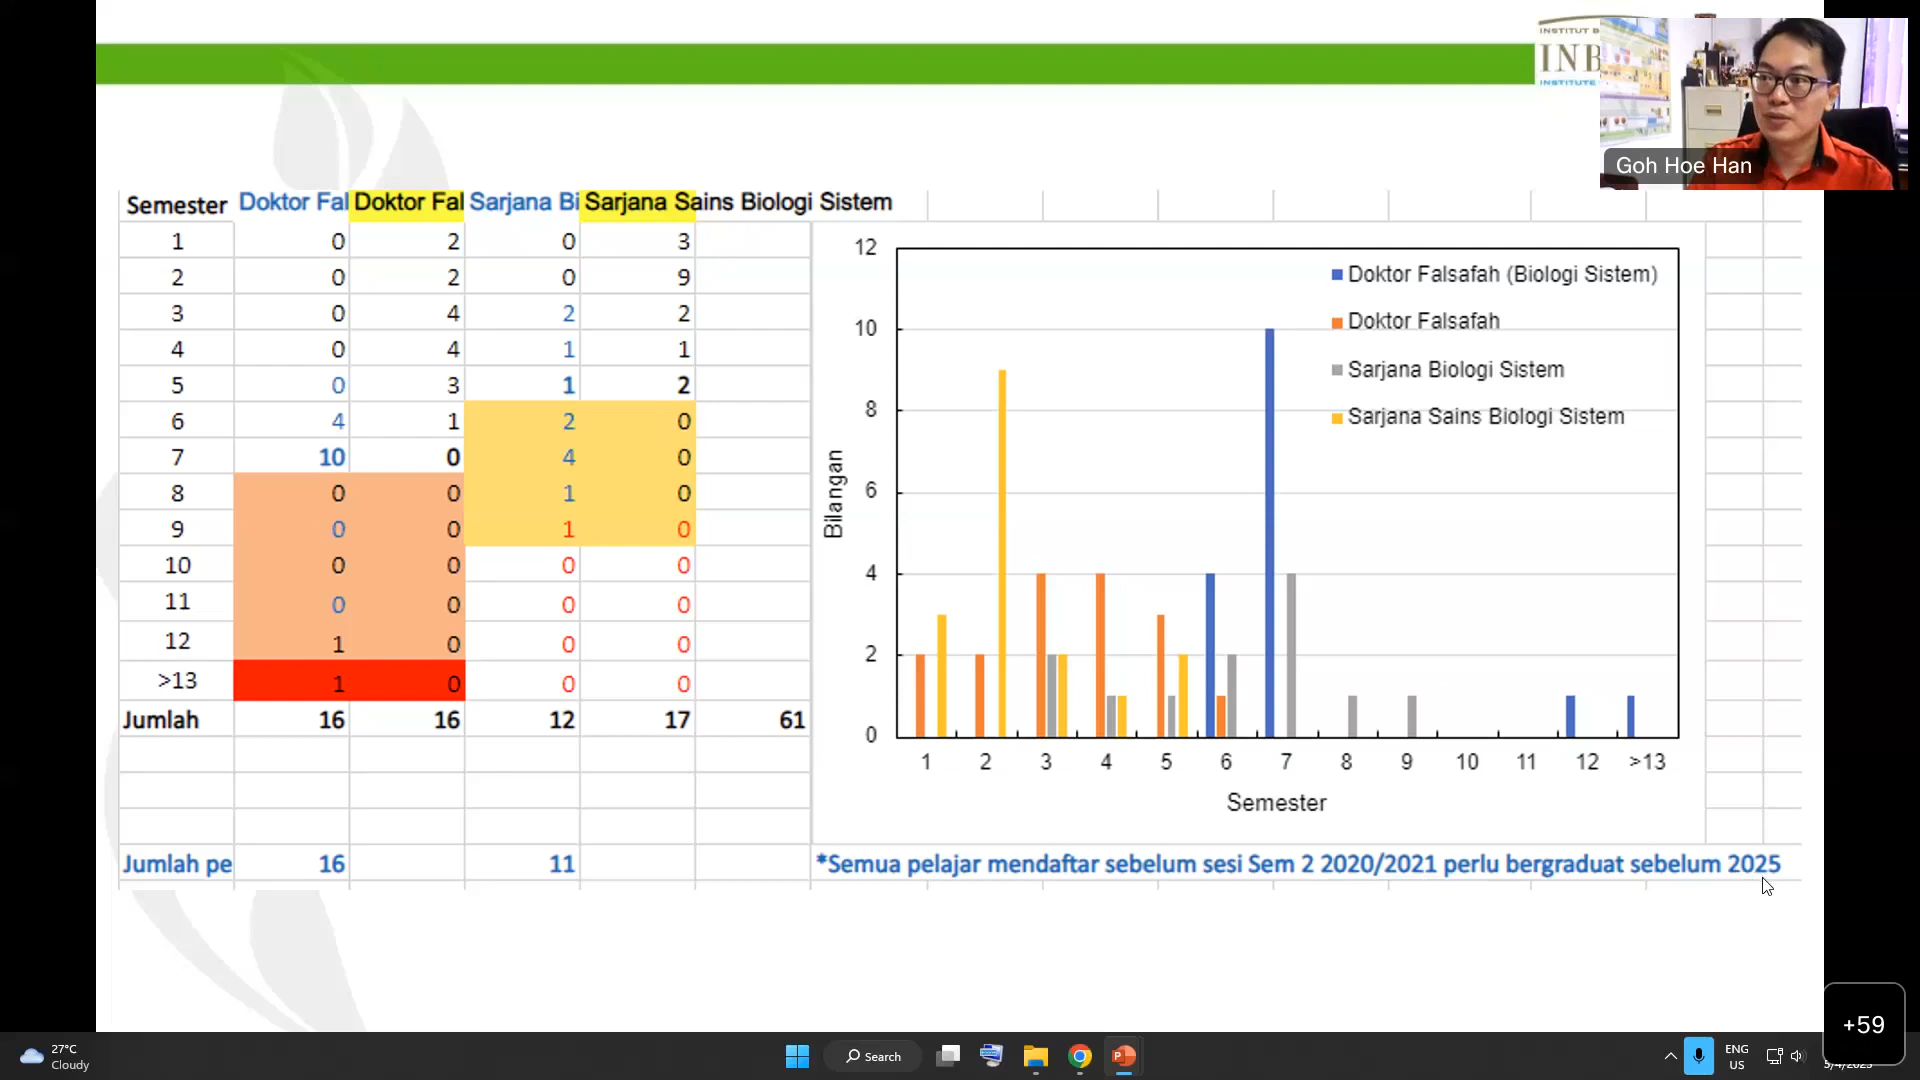 INSTITUT
INB
INSTITUTE
Goh Hoe Han
Semester Doktor Fal Doktor Fal Sarjana Bi Sarjana Sains Biologi Sistem
1 0 2 0 3
2 0 2 0 9
3 0 4 2 2
4 0 4 1 1
5 0 3 1 2
6 4 1 2 0
7 10 0 4 0
8 0 0 1 0
9 0 0 1 0
10 0 0 0 0
11 0 0 0 0
12 1 0 0 0
>13 1 0 0 0
Jumlah 16 16 12 17 61
Jumlah pe 16 11
12
10
8
6
4
2
0
Bilangan
Doktor Falsafah (Biologi Sistem)
Doktor Falsafah
Sarjana Biologi Sistem
Sarjana Sains Biologi Sistem
1 2 3 4 5 6 7 8 9 10 11 12 >13
Semester
*Semua pelajar mendaftar sebelum sesi Sem 2 2020/2021 perlu bergraduat sebelum 2025
+59
27°C
Cloudy
Search
ENG
US